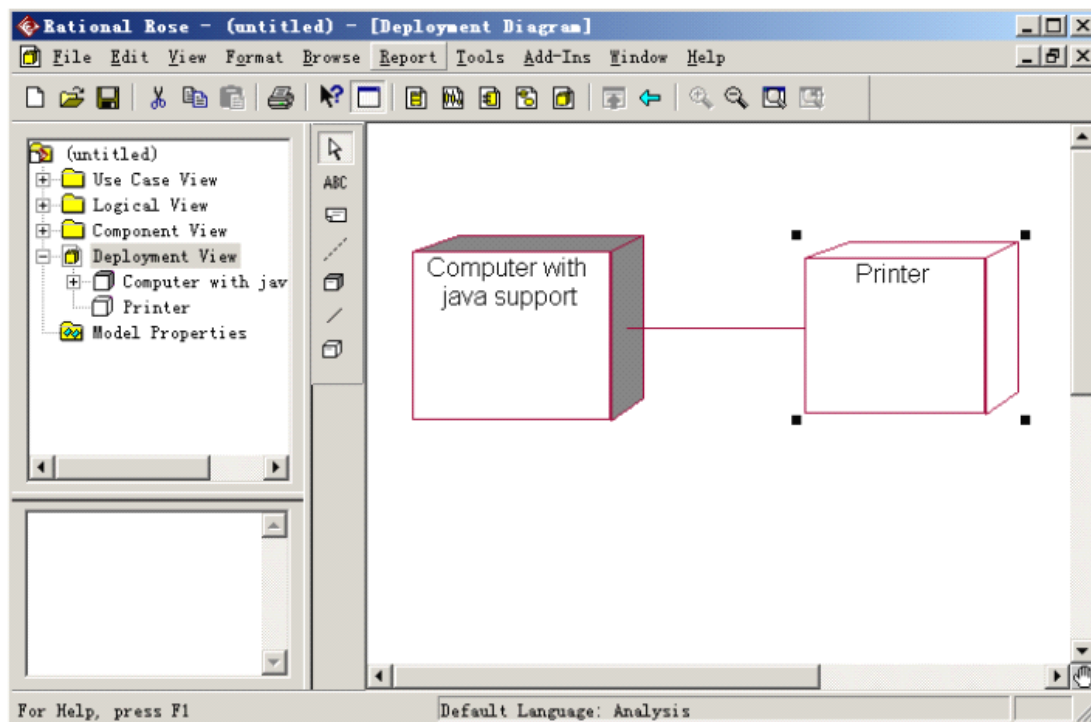 Rational Rose - (untitled) - [Deployment Diagram]
File Edit View Format Browse Report Tools Add-Ins Window Help
(untitled)
Use Case View
Logical View
Component View
Deployment View
Computer with jav
Printer
Model Properties
ABC
Computer with
java support
Printer
For Help, press F1
Default Language: Analysis